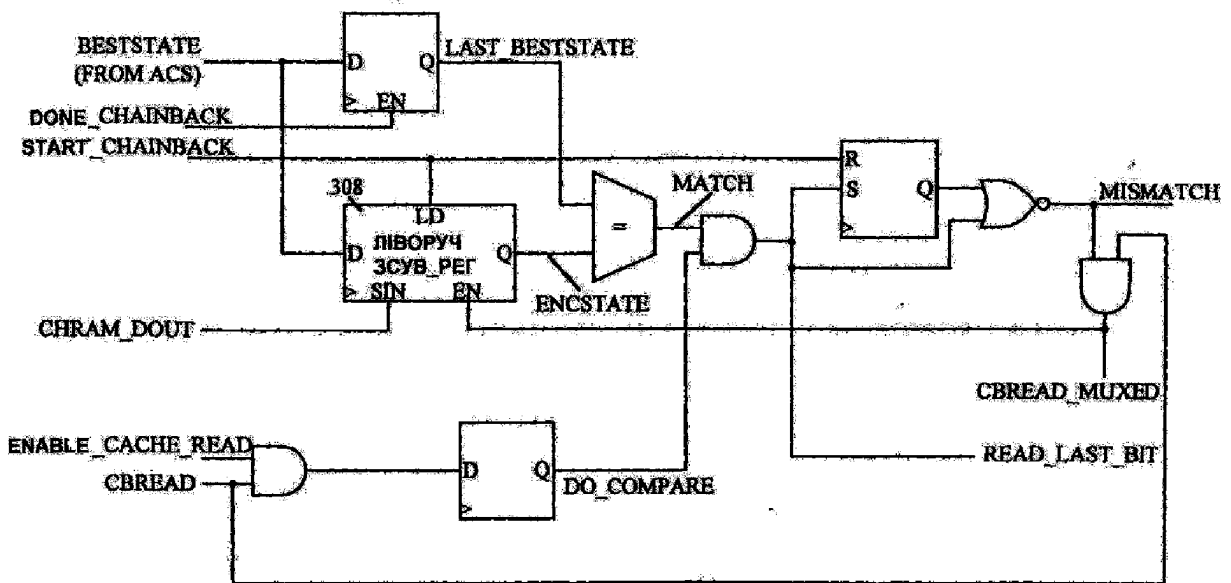 BESTSTATE
(FROM ACS)
D
Q
EN
LAST_BESTSTATE
DONE_CHAINBACK
START_CHAINBACK
308
LD
ЛІВОРУЧ
ЗСУВ_РЕГ
D
Q
SIN
EN
ENCSTATE
CHRAM_DOUT
=
MATCH
R
S
Q
MISMATCH
CBREAD_MUXED
READ_LAST_BIT
ENABLE_CACHE_READ
CBREAD
D
Q
DO_COMPARE